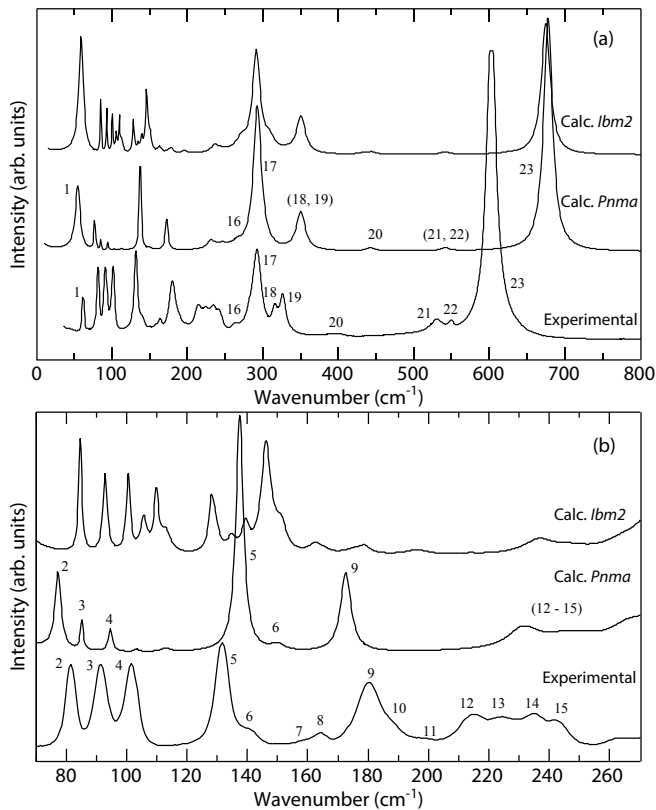 (a)
Calc. Ibm2
1
17
16
(18, 19)
20
(21, 22)
23
Calc. Pnma
1
17
16
18
19
20
21
22
23
Experimental
Intensity (arb. units)
0 100 200 300 400 500 600 700 800
Wavenumber (cm-1)
(b)
Calc. Ibm2
2
3
4
5
6
9
Calc. Pnma
(12 - 15)
2
3
4
5
6
7
8
9
10
11
12
13
14
15
Experimental
Intensity (arb. units)
80 100 120 140 160 180 200 220 240 260
Wavenumber (cm-1)